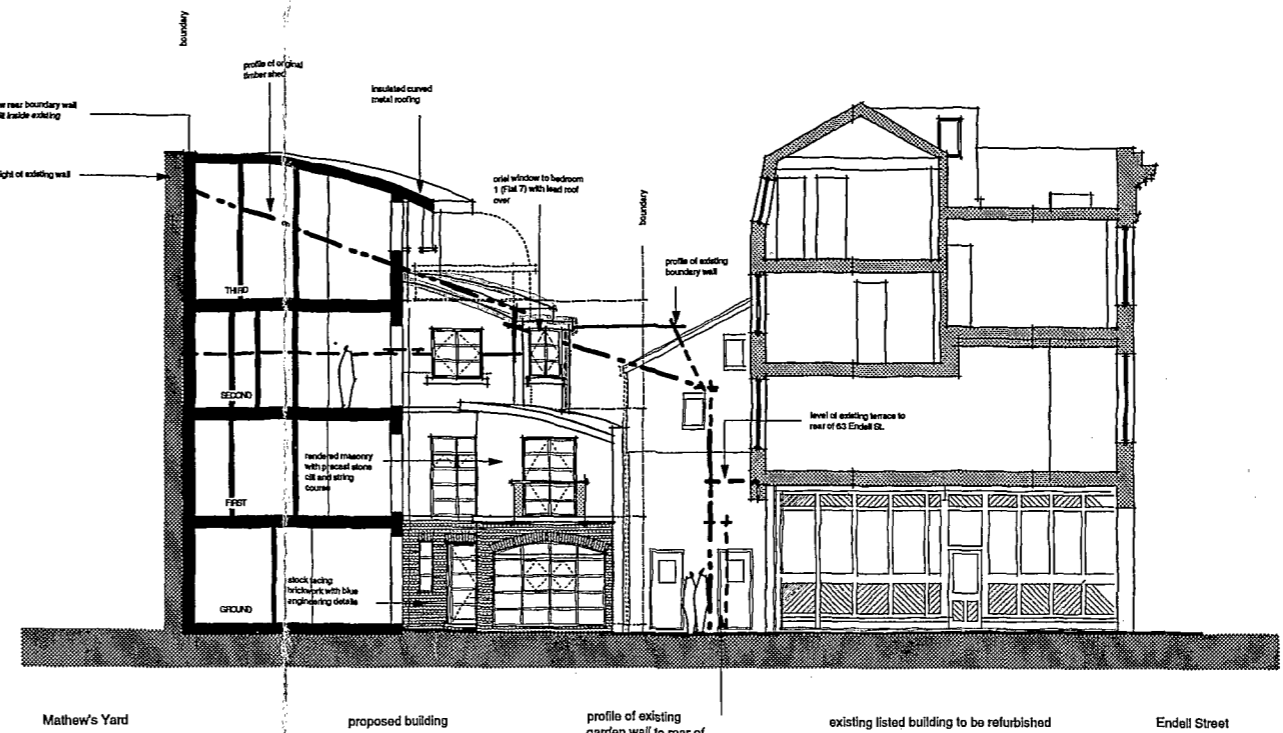 boundary
profile of original
timber shed
insulated curved
metal roofing
rear boundary wall
inside existing
of existing wall
oriel window to bedroom
1 (Flat 7) with lead roof
over
boundary
profile of existing
boundary wall
THIRD
SECOND
level of existing terrace to
rear of 63 Endell St.
rendered masonry
with precast stone
cill and string
course
FIRST
stock facing
brickwork with blue
engineering details
GROUND
Mathew's Yard
proposed building
profile of existing
garden wall to rear of
existing listed building to be refurbished
Endell Street